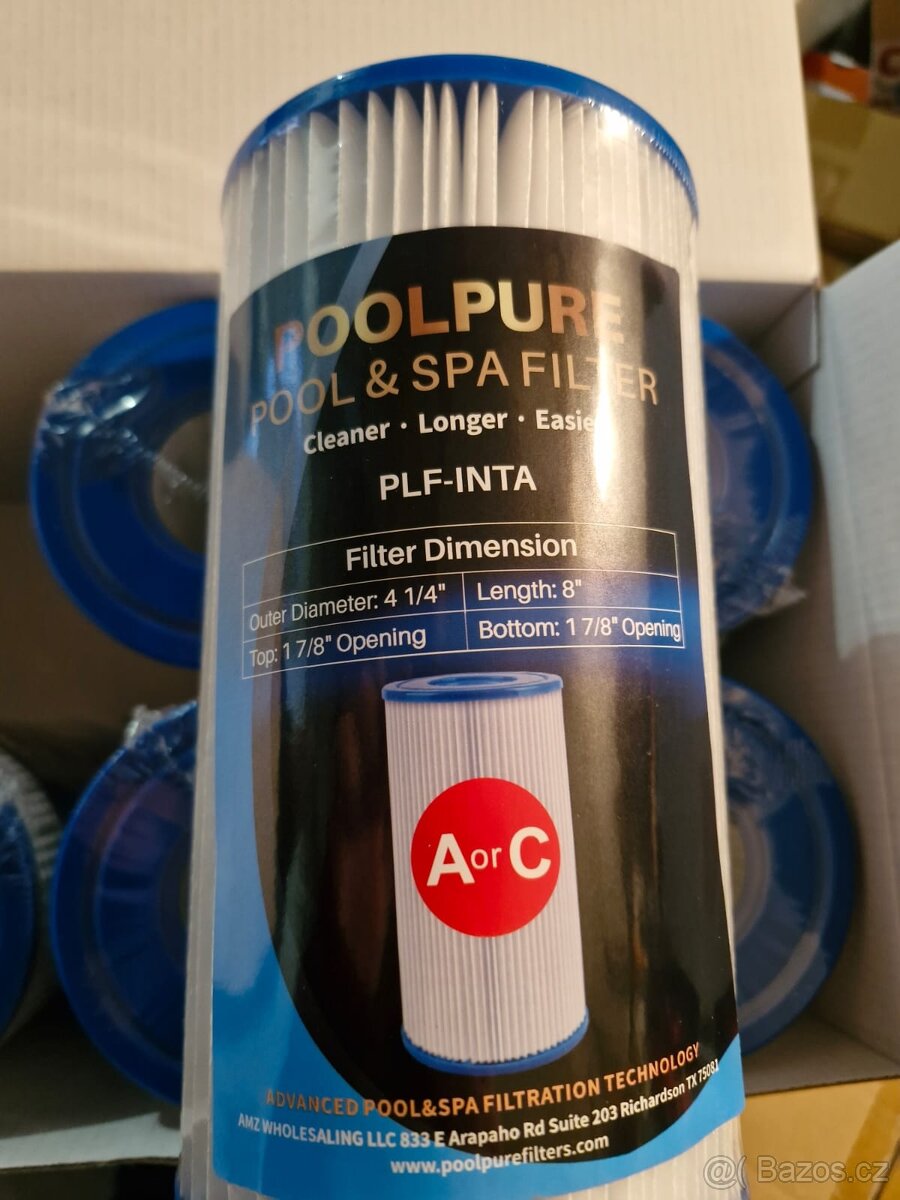 POOLPURE
POOL & SPA FILTER
Cleaner · Longer · Easie
PLF-INTA
Filter Dimension
Outer Diameter: 4 1/4" Length: 8"
Top: 1 7/8" Opening Bottom: 1 7/8" Opening
A or C
ADVANCED POOL&SPA FILTRATION TECHNOLOGY
AMZ WHOLESALING LLC 833 E Arapaho Rd Suite 203 Richardson TX 75081
www.poolpurefilters.com
@( Bazos.cz